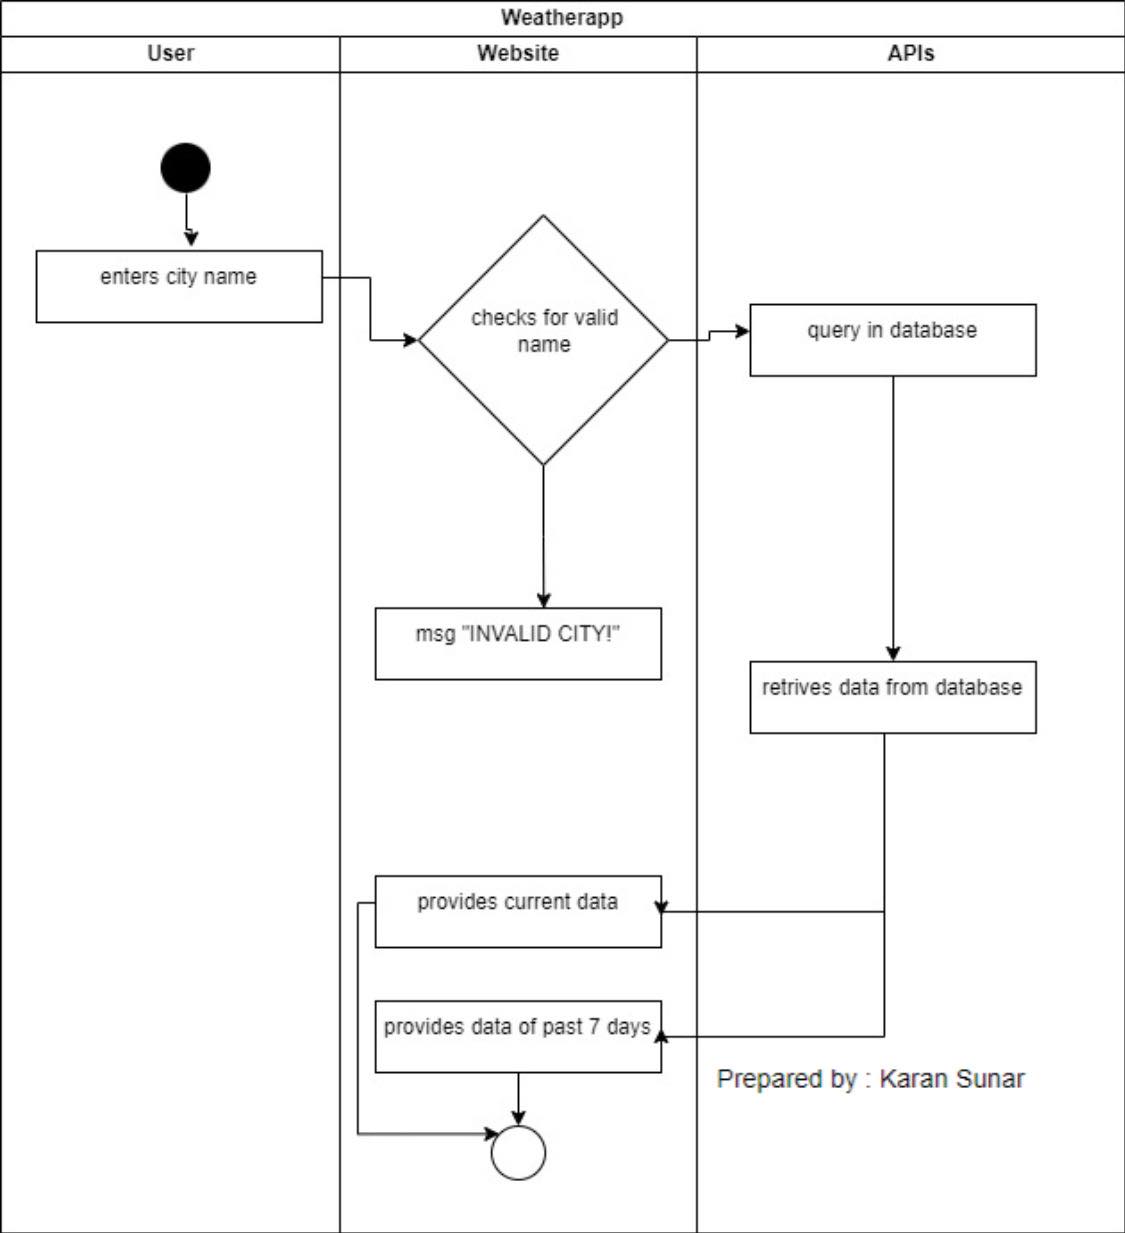 Weatherapp
User
Website
APIs
enters city name
checks for valid
name
query in database
msg "INVALID CITY!"
retrives data from database
provides current data
provides data of past 7 days
Prepared by : Karan Sunar